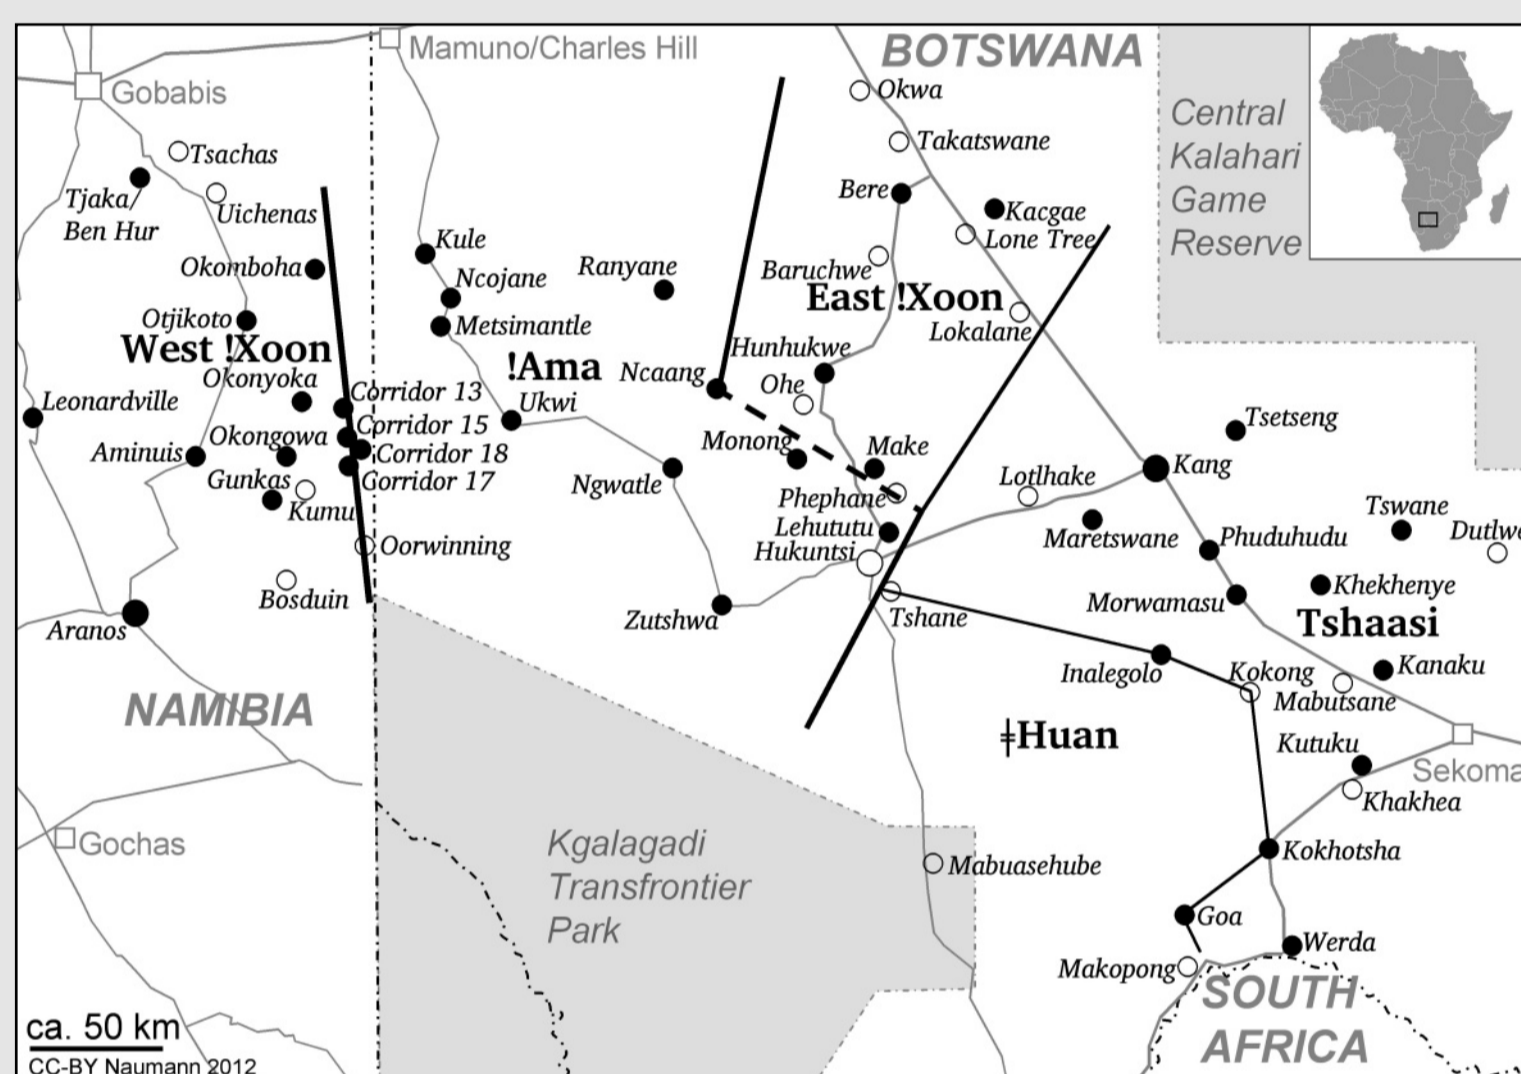 Mamuno/Charles Hill
BOTSWANA
Gobabis
Okwa
Central
Kalahari
Game
Reserve
Tsachas
Takatswane
Tjaka/
Ben Hur
Uichenas
Bere
Kacgae
Lone Tree
Kule
Okomboha
Ncojane
Ranyane
Baruchwe
East !Xoon
Otjikoto
Metsimantle
Lokalane
West !Xoon
Hunhukwe
!Ama
Ncaang
Okonyoka
Corridor 13
Ohe
Leonardville
Ukwi
Tsetseng
Corridor 15
Okongowa
Monong
Make
Aminuis
Corridor 18
Kang
Gunkas
Corridor 17
Ngwatle
Lotlhake
Phephane
Kumu
Tswane
Lehututu
Maretswane
Phuduhudu
Dutlwe
Oorwinning
Hukuntsi
Khekhenye
Bosduin
Morwamasu
Zutshwa
Tshane
Tshaasi
Aranos
Inalegolo
Kokong
Kanaku
Mabutsane
NAMIBIA
ǂHuan
Kutuku
Sekoma
Khakhea
Gochas
Kgalagadi
Transfrontier
Park
Kokhotsha
Mabuasehube
Goa
Werda
Makopong
SOUTH
AFRICA
ca. 50 km
CC-BY Naumann 2012